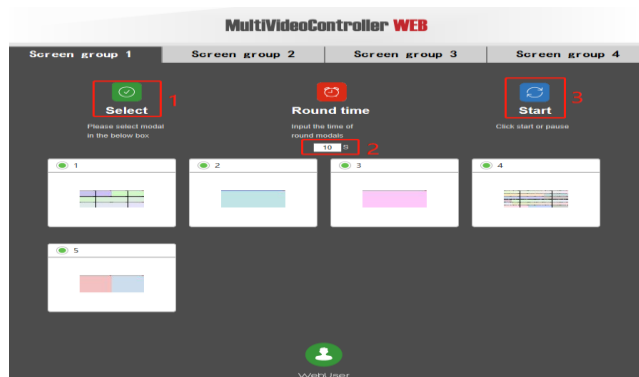 MultiVideoController WEB
Screen group 1 Screen group 2 Screen group 3 Screen group 4
Select 1
Please select modal
in the below box
Round time
Input the time of
round modals
10 S 2
Start 3
Click start or pause
1 2 3 4
5
WebUser